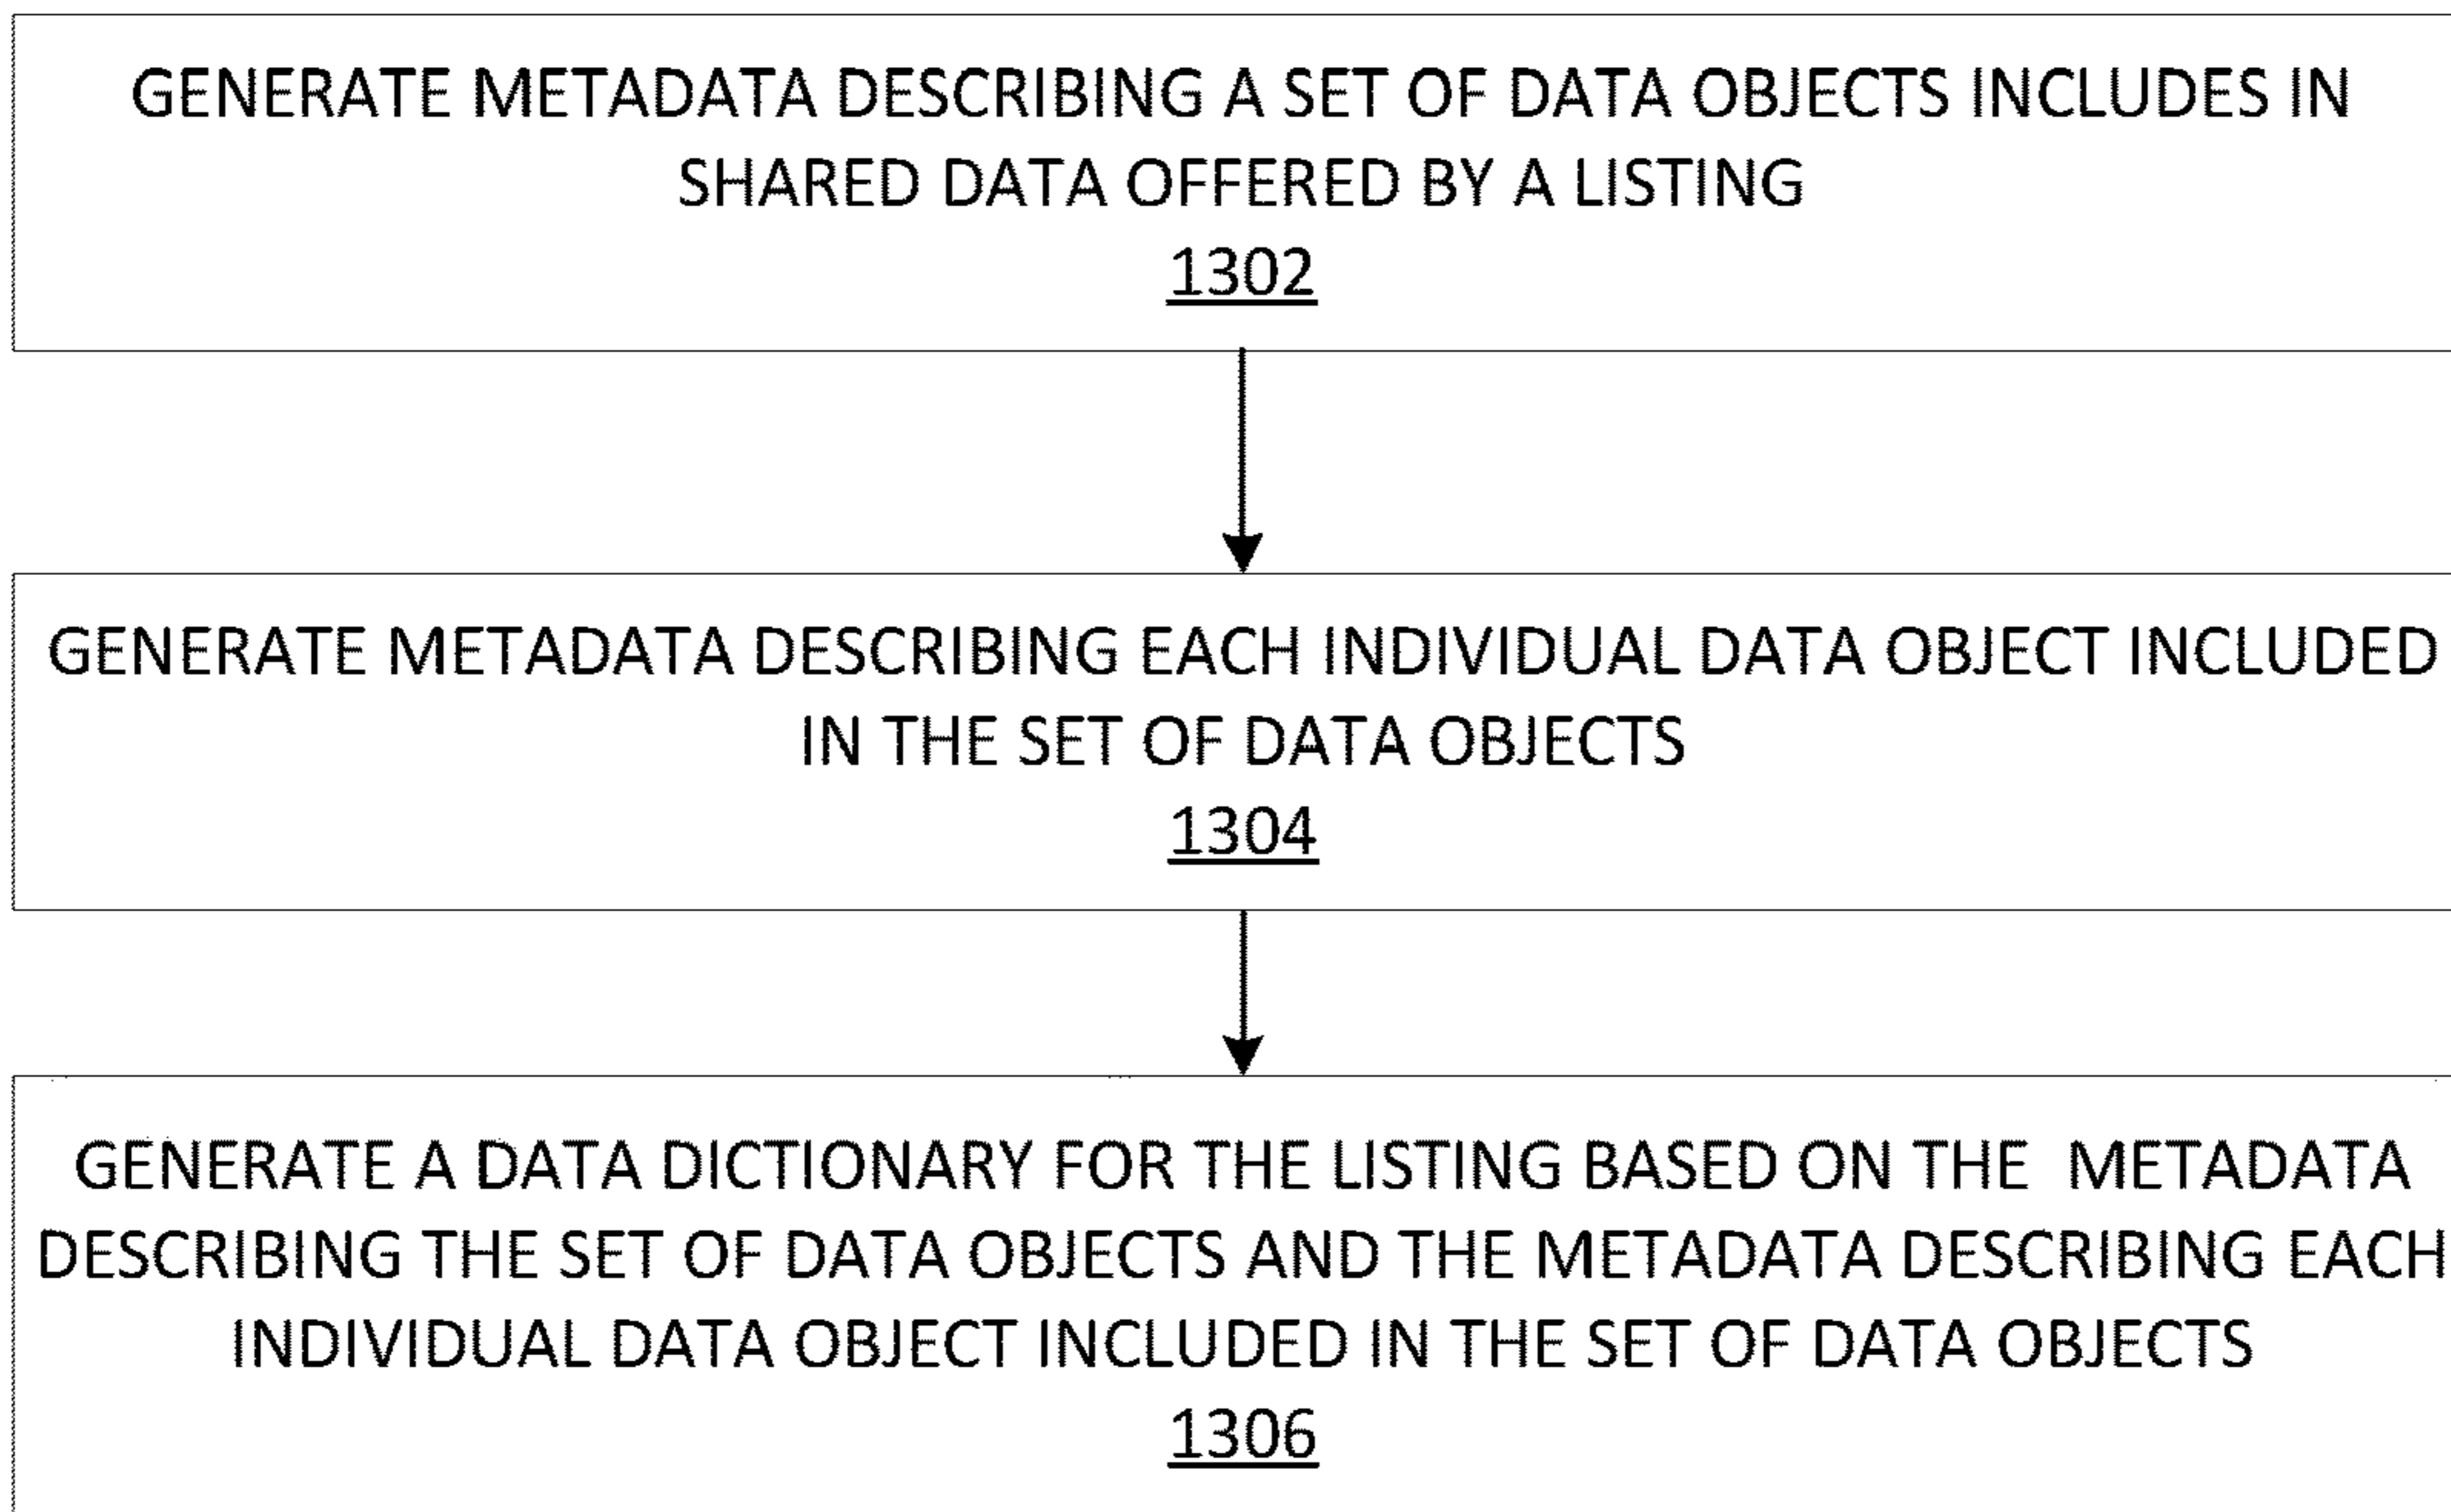 GENERATE METADATA DESCRIBING A SET OF DATA OBJECTS INCLUDES IN
SHARED DATA OFFERED BY A LISTING
1302
GENERATE METADATA DESCRIBING EACH INDIVIDUAL DATA OBJECT INCLUDED
IN THE SET OF DATA OBJECTS
1304
GENERATE A DATA DICTIONARY FOR THE LISTING BASED ON THE METADATA
DESCRIBING THE SET OF DATA OBJECTS AND THE METADATA DESCRIBING EACH
INDIVIDUAL DATA OBJECT INCLUDED IN THE SET OF DATA OBJECTS
1306